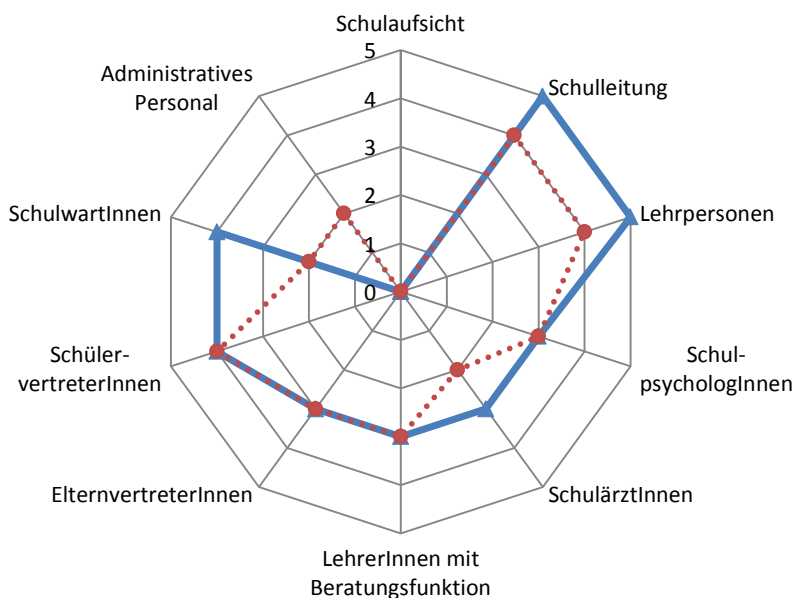 Schulaufsicht
5
4
3
2
1
0
Schulleitung
Lehrpersonen
Schul-
psychologInnen
SchulärztInnen
LehrerInnen mit
Beratungsfunktion
ElternvertreterInnen
Schüler-
vertreterInnen
SchulwartInnen
Administratives
Personal